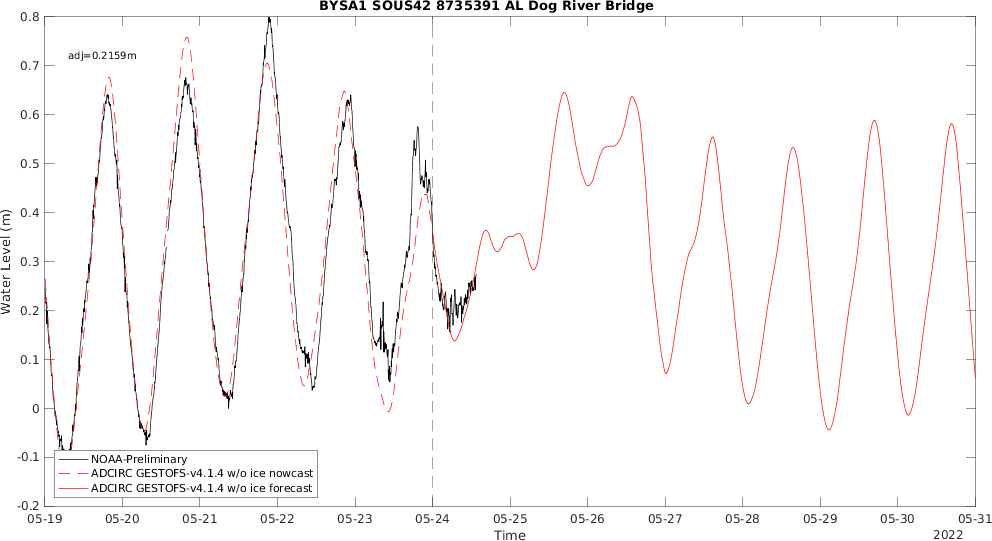 BYSA1 SOUS42 8735391 AL Dog River Bridge
adj=0.2159m
Water Level (m)
0.8
0.7
0.6
0.5
0.4
0.3
0.2
0.1
0
-0.1
-0.2
NOAA-Preliminary
ADCIRC GESTOFS-v4.1.4 w/o ice nowcast
ADCIRC GESTOFS-v4.1.4 w/o ice forecast
05-19 05-20 05-21 05-22 05-23 05-24 05-25 05-26 05-27 05-28 05-29 05-30 05-31
Time
2022